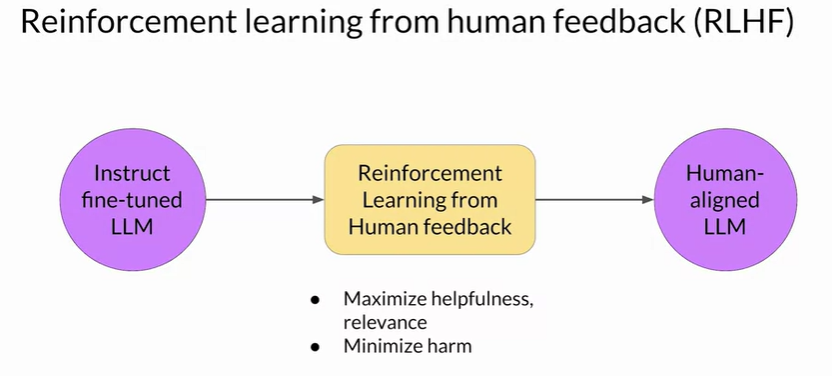 Reinforcement learning from human feedback (RLHF)
Instruct
fine-tuned
LLM
Reinforcement
Learning from
Human feedback
Human-
aligned
LLM
● Maximize helpfulness,
relevance
● Minimize harm